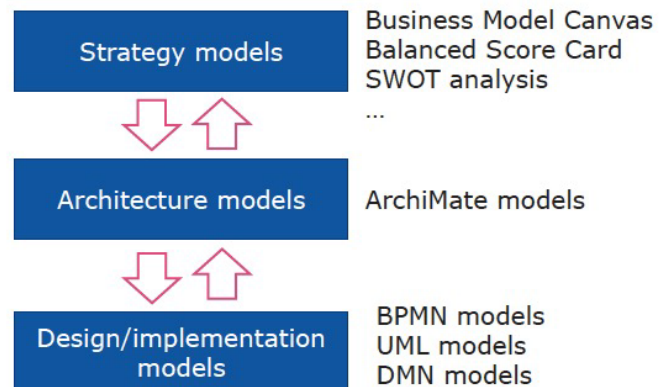 Strategy models
Business Model Canvas
Balanced Score Card
SWOT analysis
...
Architecture models
ArchiMate models
Design/implementation
models
BPMN models
UML models
DMN models